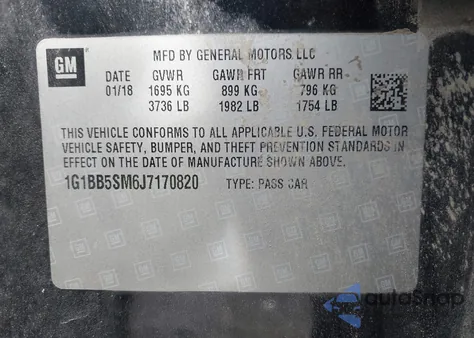 GM
MFD BY GENERAL MOTORS LLC
DATE GVWR GAWR FRT GAWR RR
01/18 1695 KG 899 KG 796 KG
3736 LB 1982 LB 1754 LB
THIS VEHICLE CONFORMS TO ALL APPLICABLE U.S. FEDERAL MOTOR
VEHICLE SAFETY, BUMPER, AND THEFT PREVENTION STANDARDS IN
EFFECT ON THE DATE OF MANUFACTURE SHOWN ABOVE.
1G1BB5SM6J7170820 TYPE: PASS CAR
autoSnap